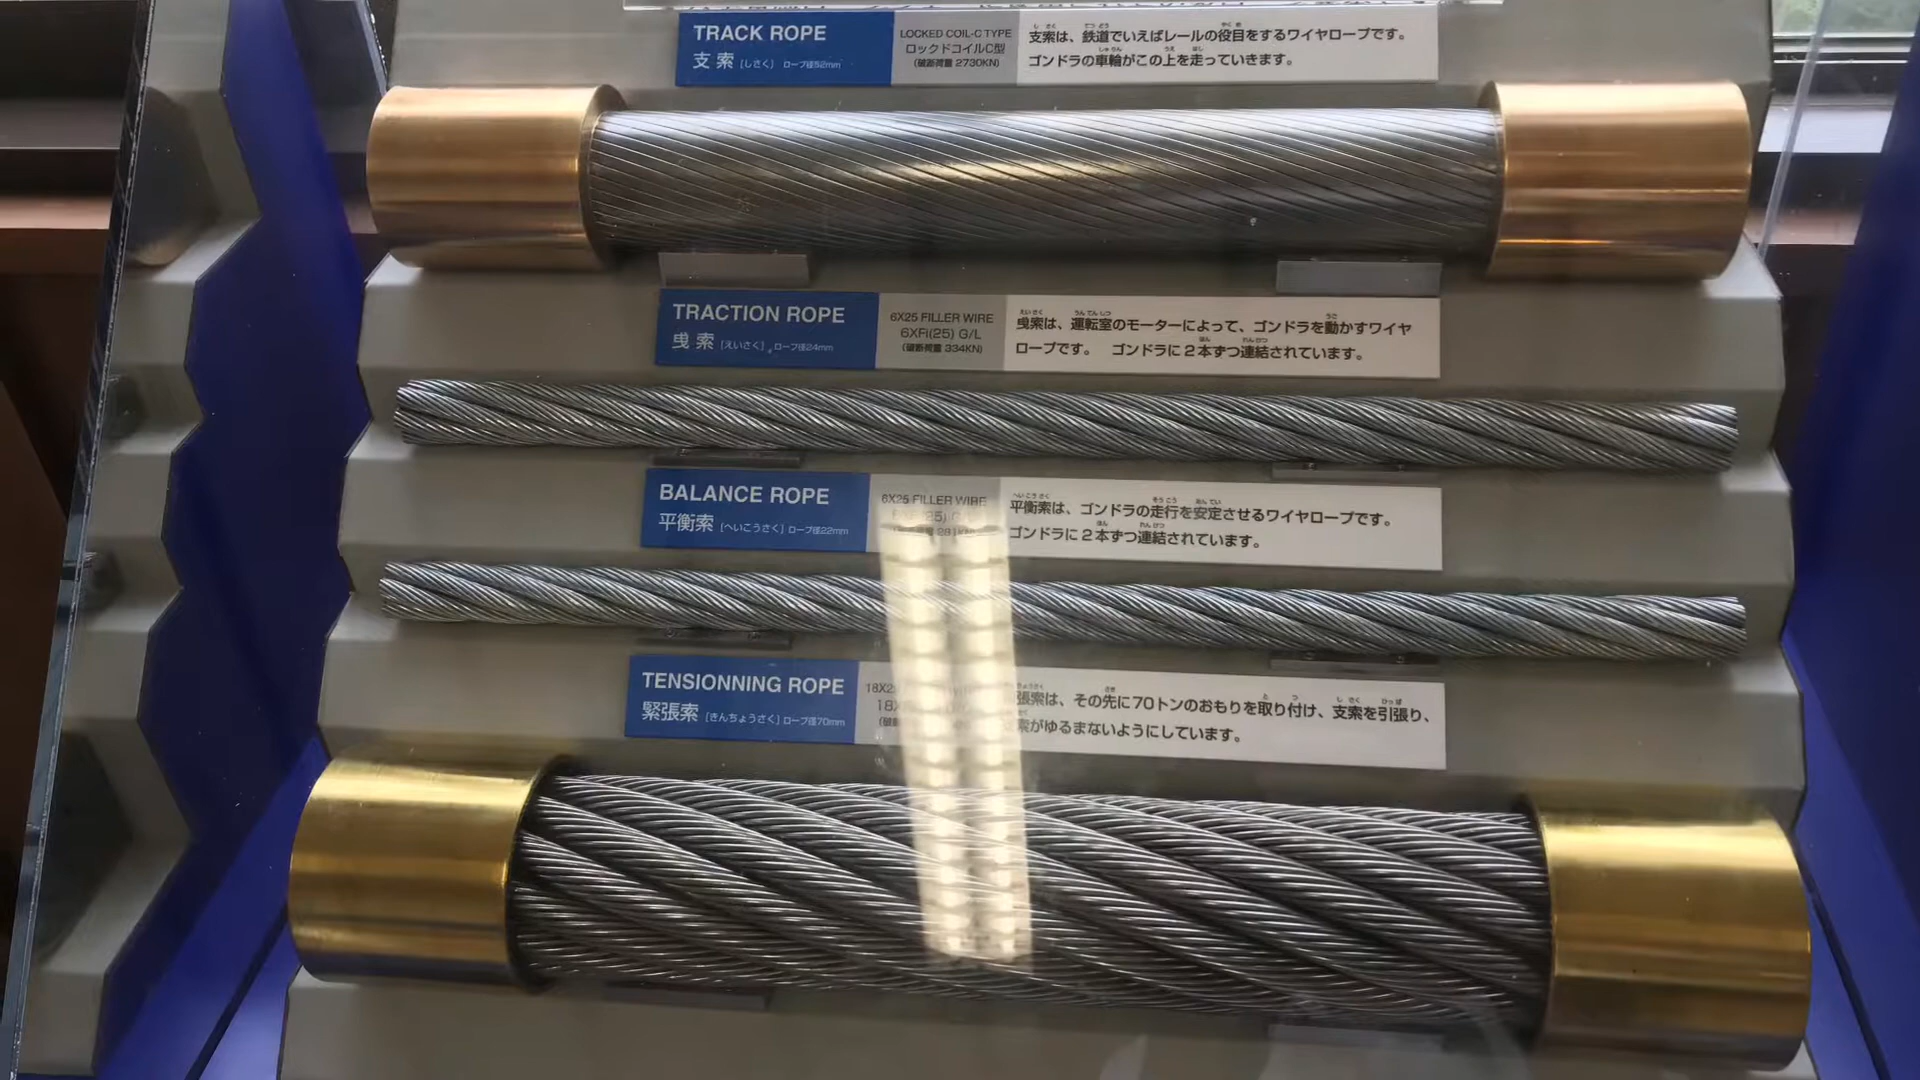 TRACK ROPE
支索 [しさく] ロープ径52mm
LOCKED COIL-C TYPE
ロックドコイルC型
(破断荷重 2730KN)
支索は、鉄道でいえばレールの役目をするワイヤロープです。
ゴンドラの車輪がこの上を走っていきます。
TRACTION ROPE
曳索 [えいさく] ロープ径24mm
6X25 FILLER WIRE
6XFi(25) G/L
(破断荷重 334KN)
曳索は、運転室のモーターによって、ゴンドラを動かすワイヤ
ロープです。 ゴンドラに2本ずつ連結されています。
BALANCE ROPE
平衡索 [へいこうさく] ロープ径22mm
6X25 FILLER WIRE
平衡索は、ゴンドラの走行を安定させるワイヤロープです。
ゴンドラに2本ずつ連結されています。
TENSIONNING ROPE
緊張索 [きんちょうさく] ロープ径70mm
張索は、その先に70トンのおもりを取り付け、支索を引張り、
索がゆるまないようにしています。